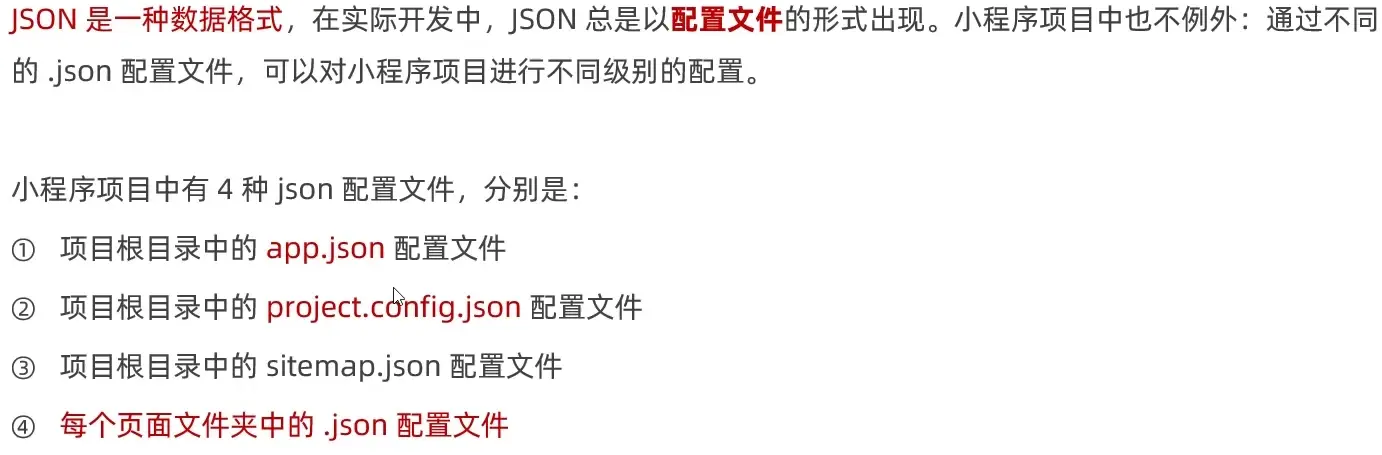 JSON 是一种数据格式，在实际开发中，JSON 总是以配置文件的形式出现。小程序项目中也不例外：通过不同
的 .json 配置文件，可以对小程序项目进行不同级别的配置。
小程序项目中有 4 种 json 配置文件，分别是：
① 项目根目录中的 app.json 配置文件
② 项目根目录中的 project.config.json 配置文件
③ 项目根目录中的 sitemap.json 配置文件
④ 每个页面文件夹中的 .json 配置文件